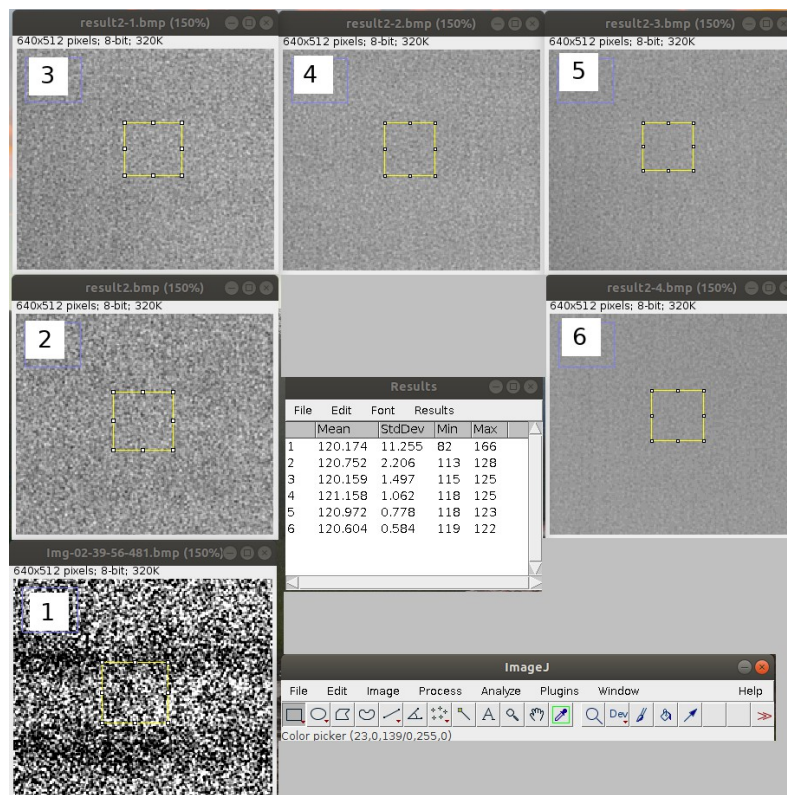 result2-1.bmp (150%)
640x512 pixels; 8-bit; 320K
3
result2-2.bmp (150%)
640x512 pixels; 8-bit; 320K
4
result2-3.bmp (150%)
640x512 pixels; 8-bit; 320K
5
result2.bmp (150%)
640x512 pixels; 8-bit; 320K
2
result2-4.bmp (150%)
640x512 pixels; 8-bit; 320K
6
Results
File Edit Font Results
Mean StdDev Min Max
1 120.174 11.255 82 166
2 120.752 2.206 113 128
3 120.159 1.497 115 125
4 121.158 1.062 118 125
5 120.972 0.778 118 123
6 120.604 0.584 119 122
Img-02-39-56-481.bmp (150%)
640x512 pixels; 8-bit; 320K
1
ImageJ
File Edit Image Process Analyze Plugins Window Help
A Dev
Color picker (23,0,139/0,255,0)